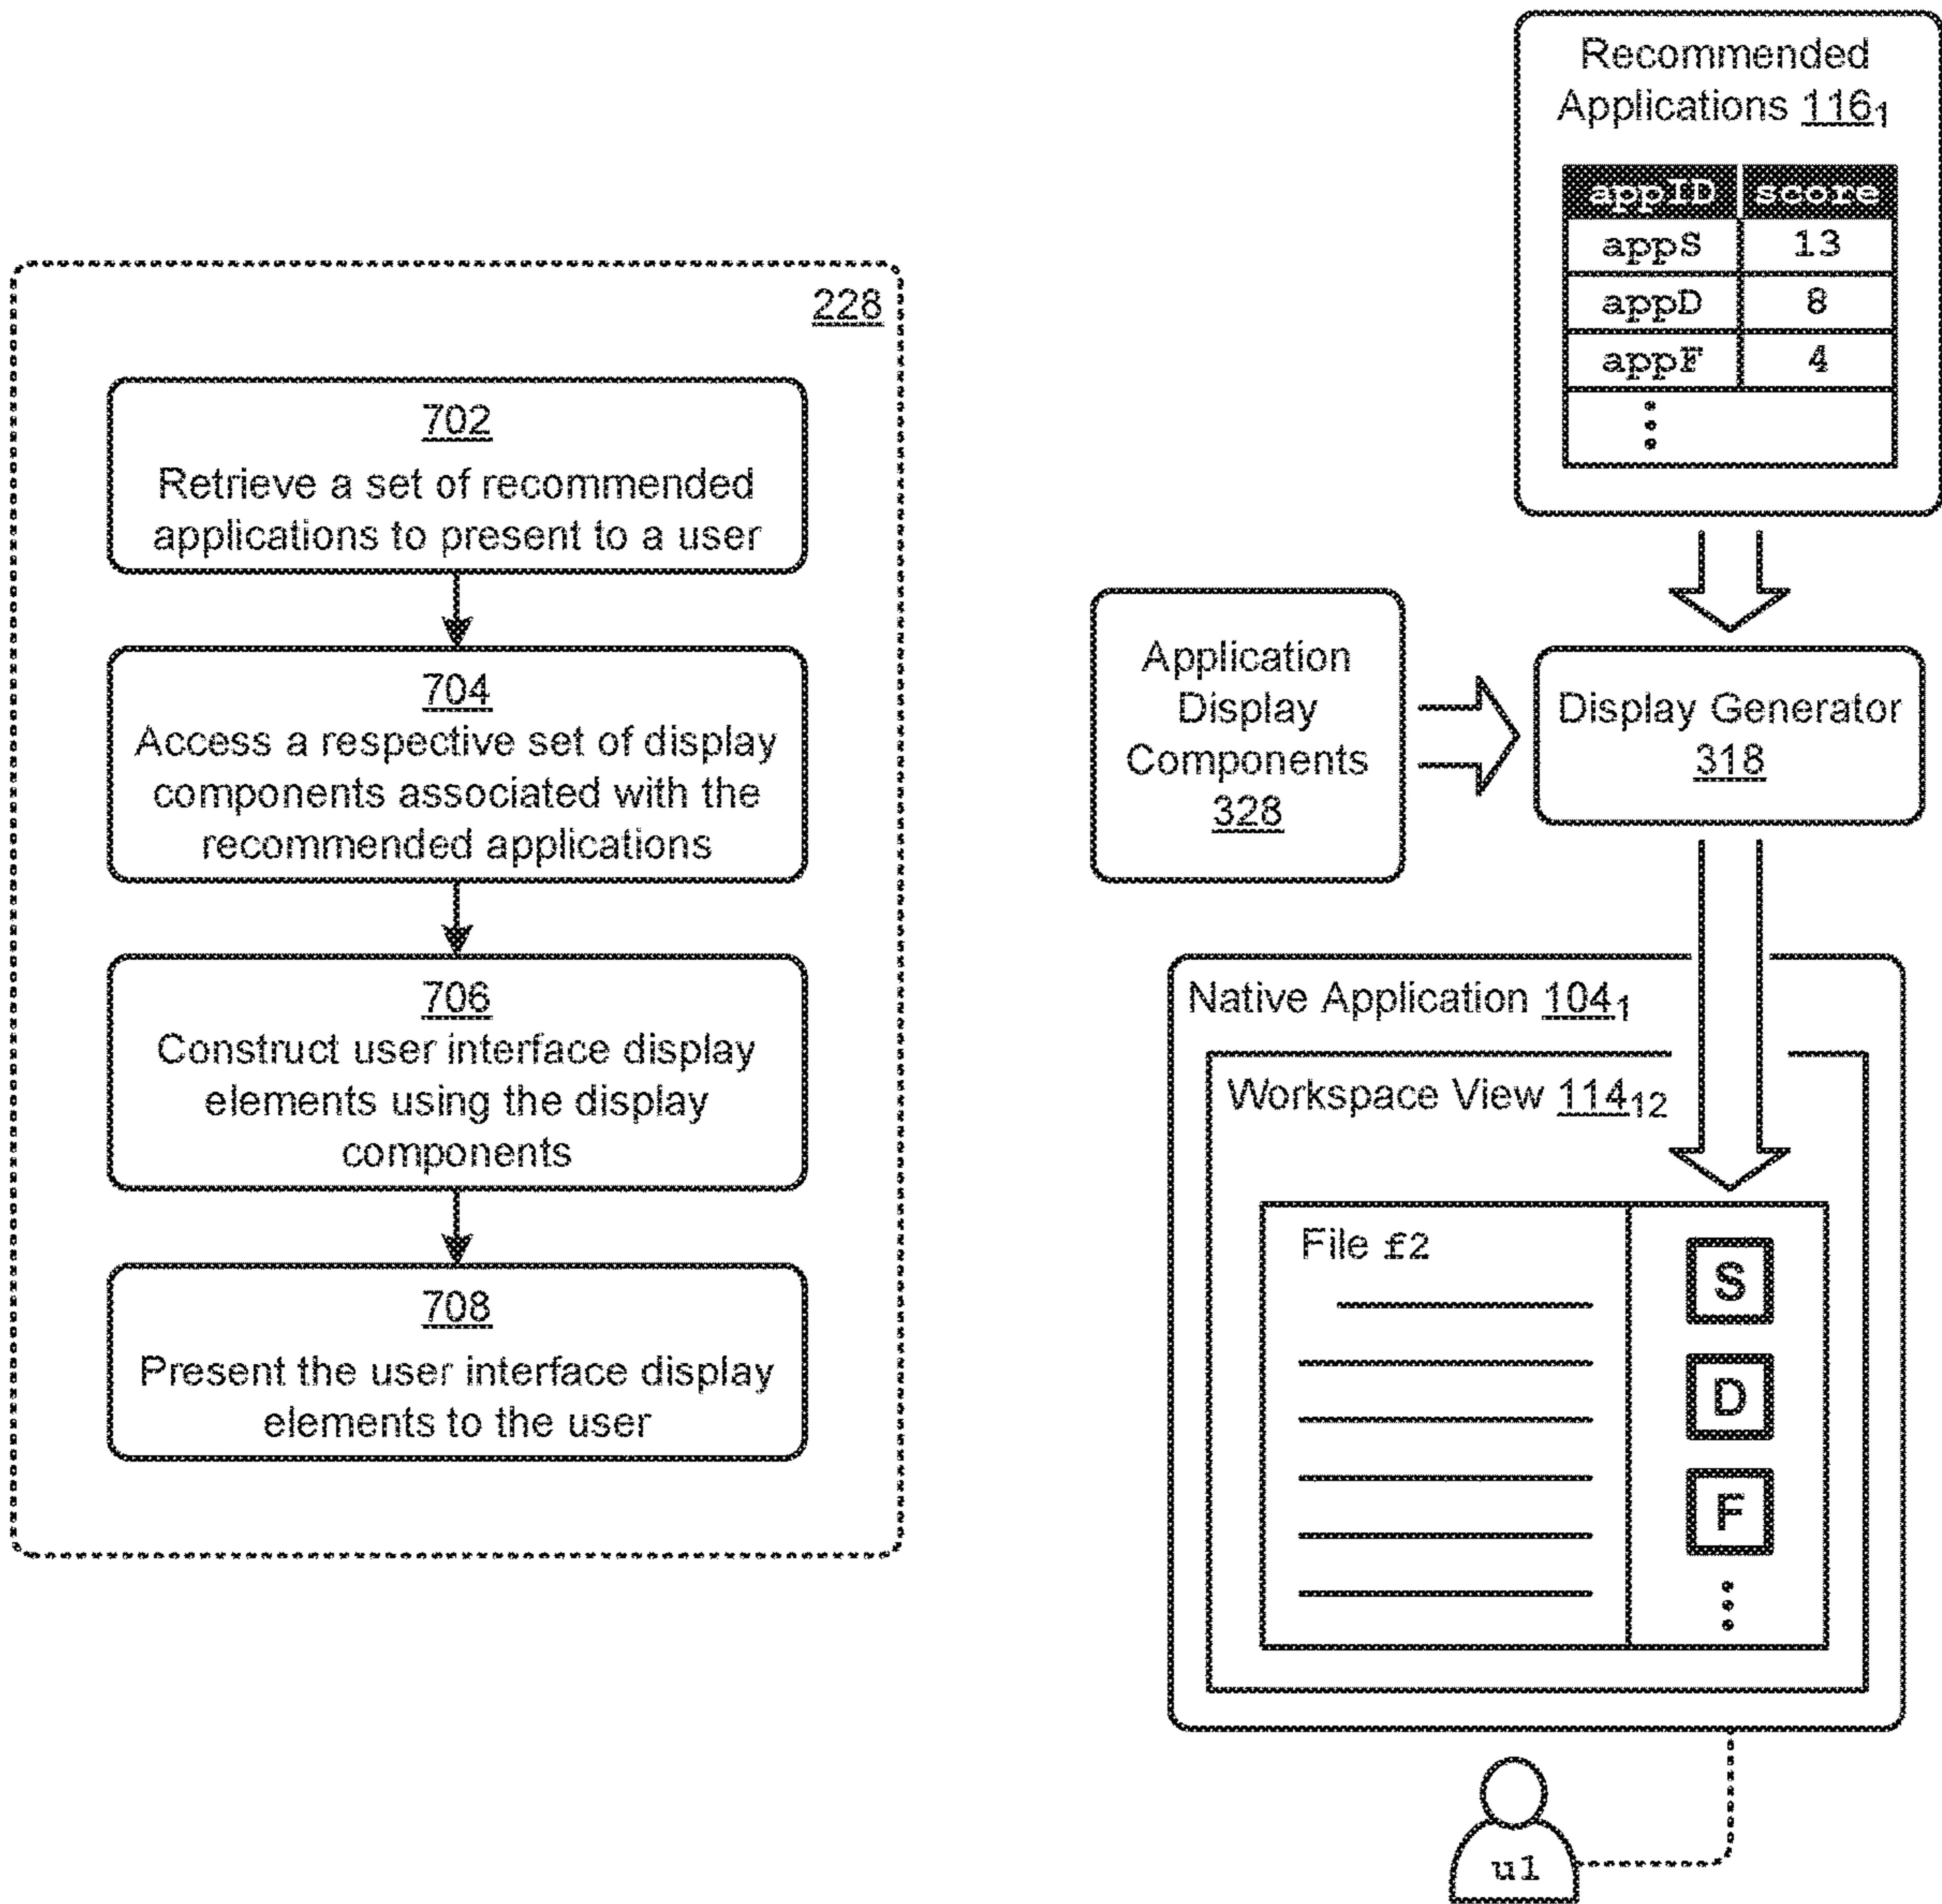 228
702
Retrieve a set of recommended
applications to present to a user
704
Access a respective set of display
components associated with the
recommended applications
706
Construct user interface display
elements using the display
components
708
Present the user interface display
elements to the user
Recommended
Applications 116₁
appID score
appS 13
appD 8
appF 4
Application
Display
Components
328
Display Generator
318
Native Application 104₁
Workspace View 114₁₂
File f2
S
D
F
u1